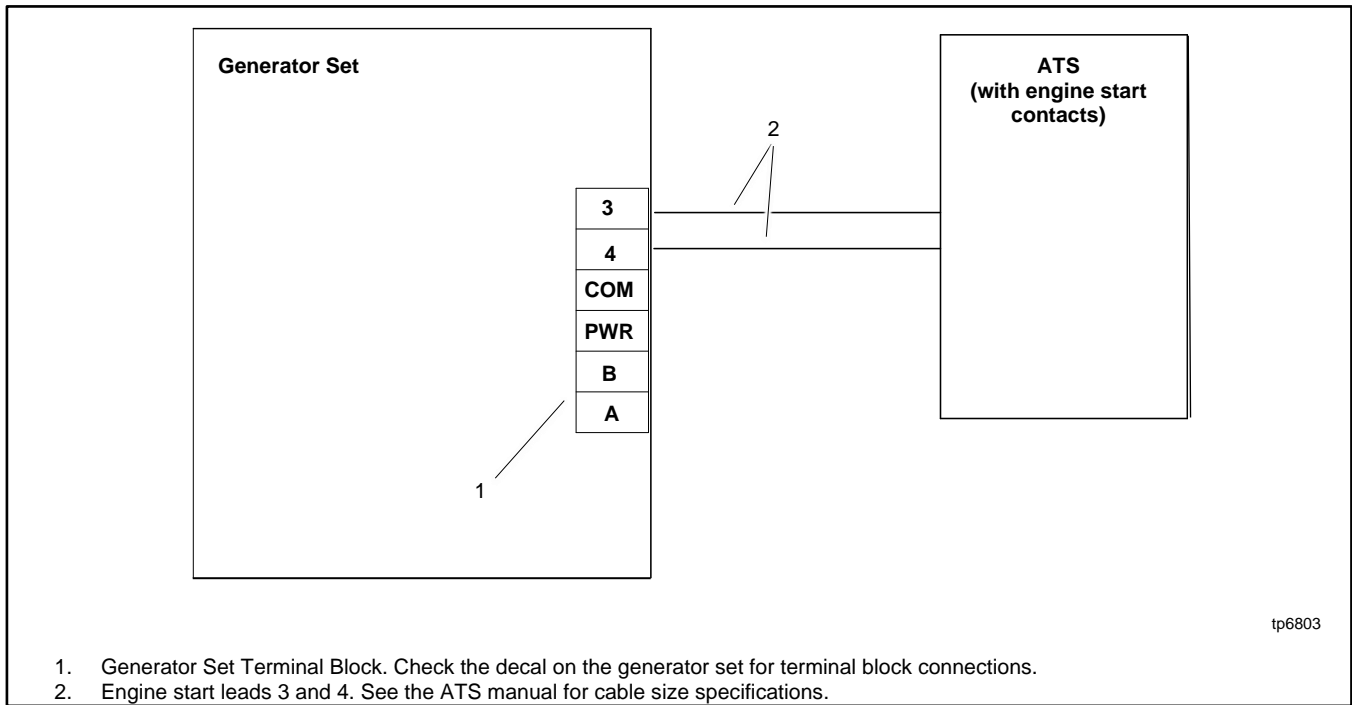 Generator Set
ATS
(with engine start
contacts)
2
3
4
COM
PWR
B
A
1
tp6803
1. Generator Set Terminal Block. Check the decal on the generator set for terminal block connections.
2. Engine start leads 3 and 4. See the ATS manual for cable size specifications.